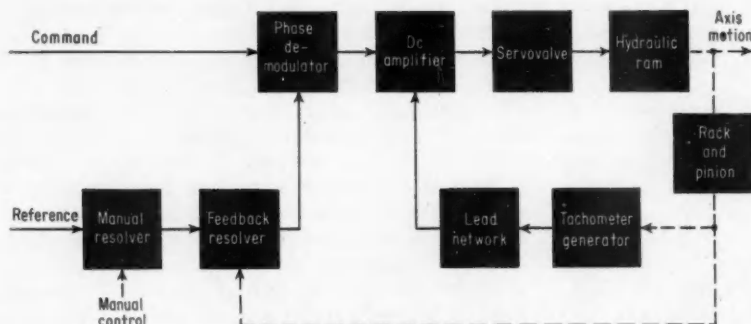 Command
Phase
de-
modulator
Dc
amplifier
Servovalve
Hydraulic
ram
Axis
motion
Rack
and
pinion
Reference
Manual
resolver
Feedback
resolver
Lead
network
Tachometer
generator
Manual
control